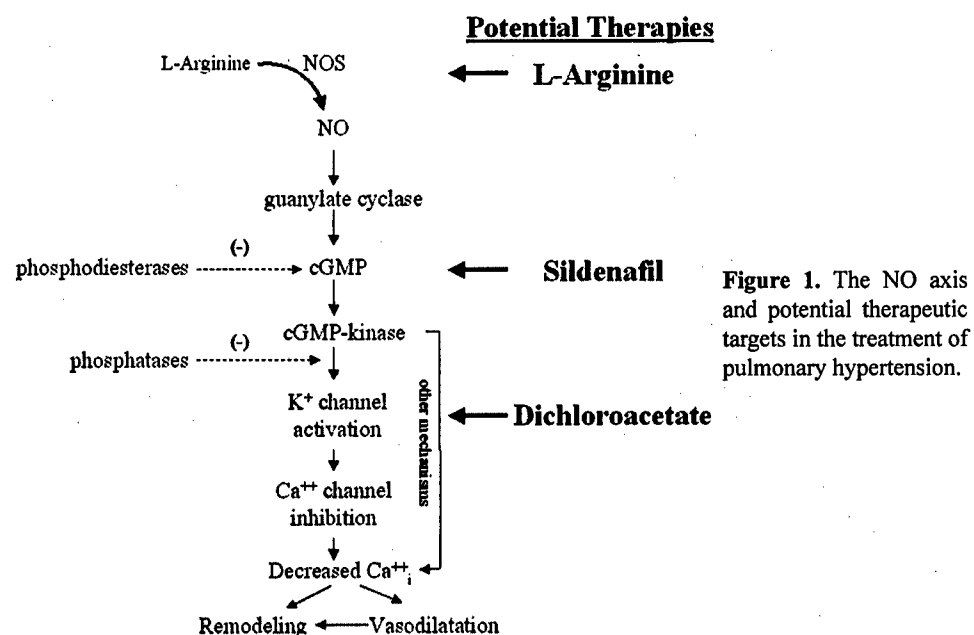 Potential Therapies
L-Arginine NOS
L-Arginine
NO
guanylate cyclase
(-)
phosphodiesterases
cGMP
Sildenafil
cGMP-kinase
(-)
phosphatases
other mechanisms
K⁺ channel
activation
Dichloroacetate
Ca⁺⁺ channel
inhibition
Decreased Ca⁺⁺ᵢ
Remodeling
Vasodilatation
Figure 1. The NO axis
and potential therapeutic
targets in the treatment of
pulmonary hypertension.